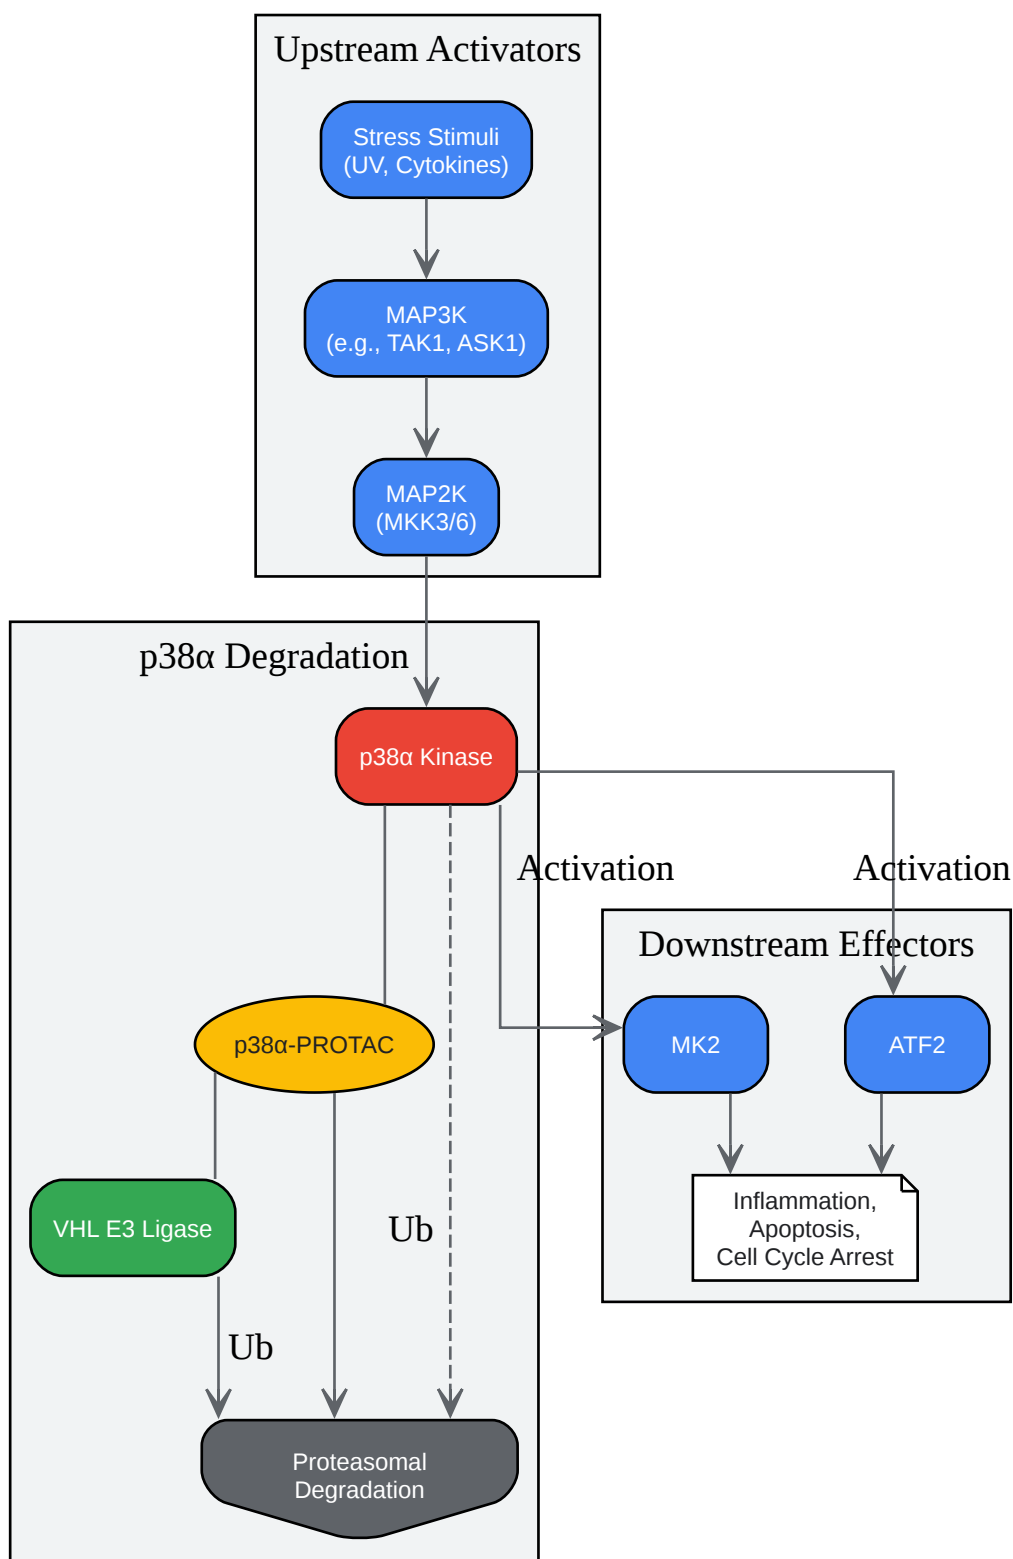 Upstream Activators
Stress Stimuli
(UV, Cytokines)
MAP3K
(e.g., TAK1, ASK1)
MAP2K
(MKK3/6)
p38α Degradation
p38α Kinase
Activation
Activation
Downstream Effectors
p38α-PROTAC
MK2
ATF2
VHL E3 Ligase
Ub
Inflammation,
Apoptosis,
Cell Cycle Arrest
Ub
Proteasomal
Degradation